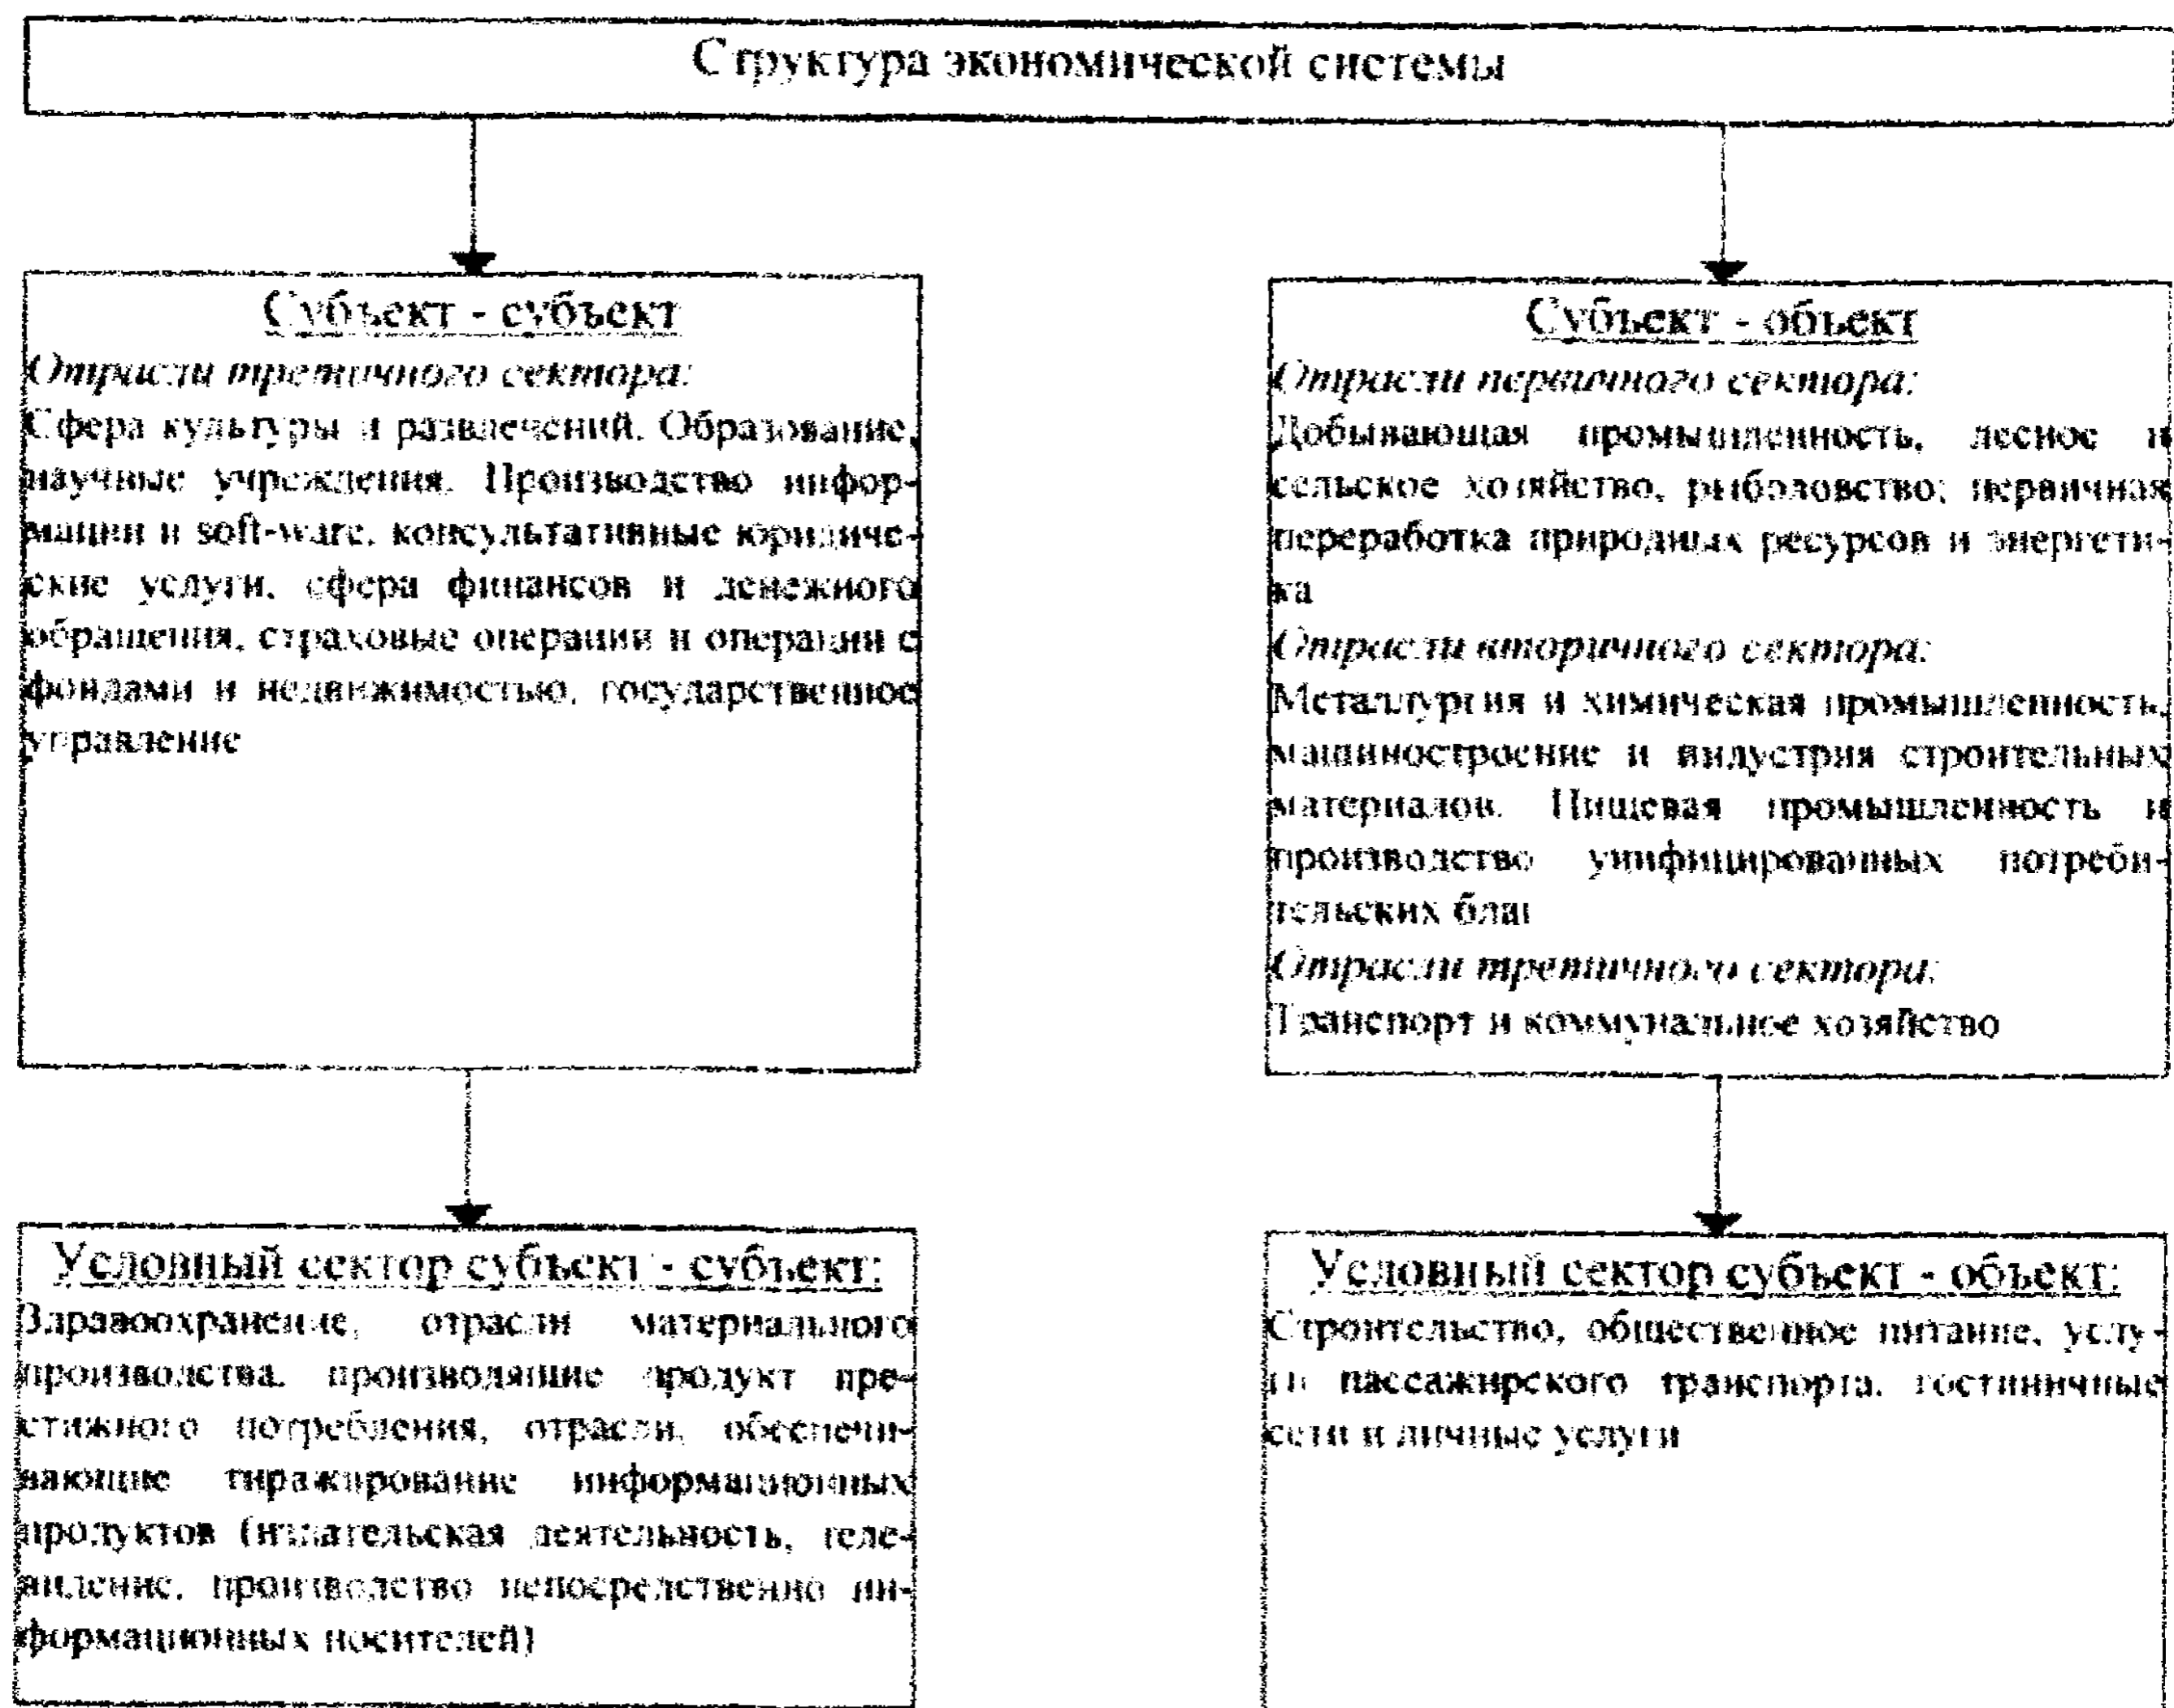 Структура экономической системы
Субъект - субъект
Отрасли третичного сектора:
Сфера культуры и развлечений. Образование,
научные учреждения. Производство инфор-
мации и soft-ware, консультативные юридиче-
ские услуги, сфера финансов и денежного
обращения, страховые операции и операции с
фондами и недвижимостью, государственное
управление
Субъект - объект
Отрасли первичного сектора:
Добывающая промышленность, лесное и
сельское хозяйство, рыболовство; первичная
переработка природных ресурсов и энергети-
ка
Отрасли вторичного сектора:
Металлургия и химическая промышленность,
машиностроение и индустрия строительных
материалов. Пищевая промышленность и
производство унифицированных потреби-
тельских благ
Отрасли третичного сектора:
Транспорт и коммунальное хозяйство
Условный сектор субъект - субъект:
Здравоохранение, отрасли материального
производства, производящие продукт пре-
стижного потребления, отрасли, обеспечи-
вающие тиражирование информационных
продуктов (издательская деятельность, теле-
видение, производство непосредственно ин-
формационных носителей)
Условный сектор субъект - объект:
Строительство, общественное питание, услу-
ги пассажирского транспорта, гостиничные
сети и личные услуги